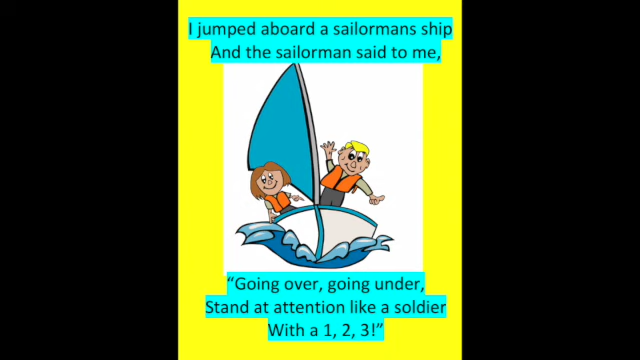 I jumped aboard a sailormans ship
And the sailorman said to me,
“Going over, going under,
Stand at attention like a soldier
With a 1, 2, 3!”